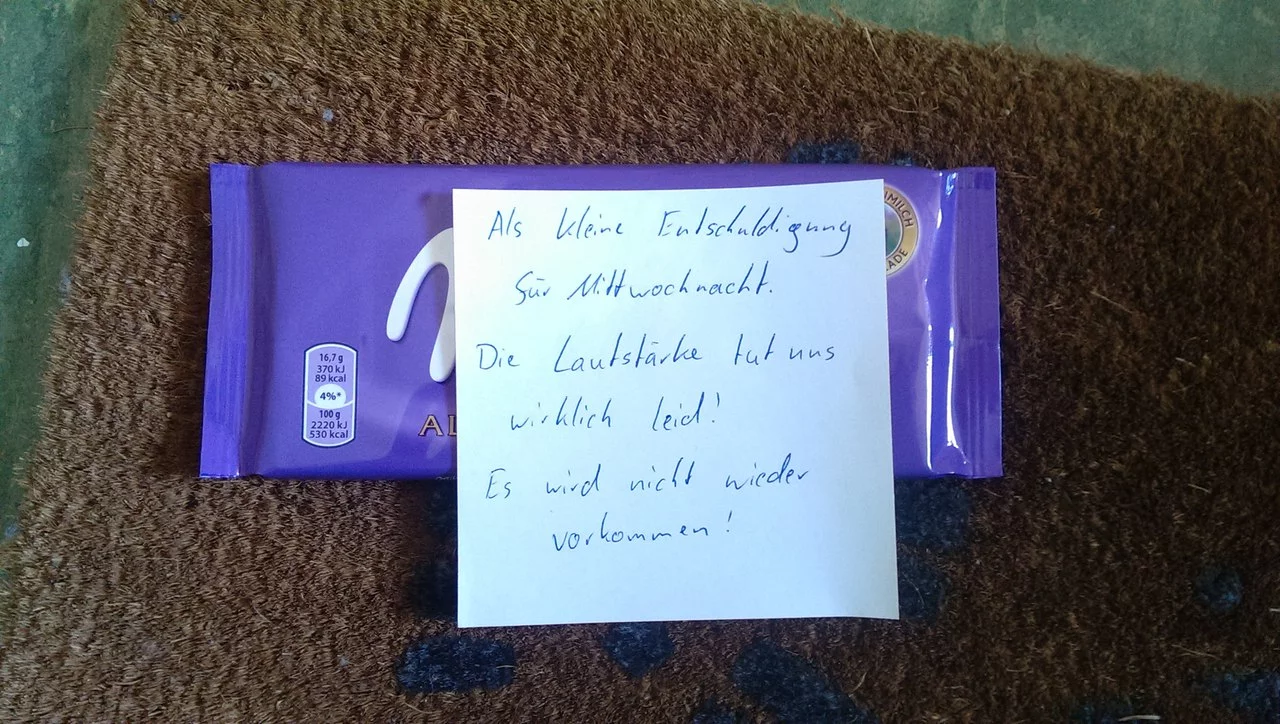 Als kleine Entschuldigung
für Mittwochnacht.
Die Lautstärke tut uns
wirklich leid!
Es wird nicht wieder
vorkommen!
16,7 g
370 kJ
89 kcal
4%*
100 g
2220 kJ
530 kcal